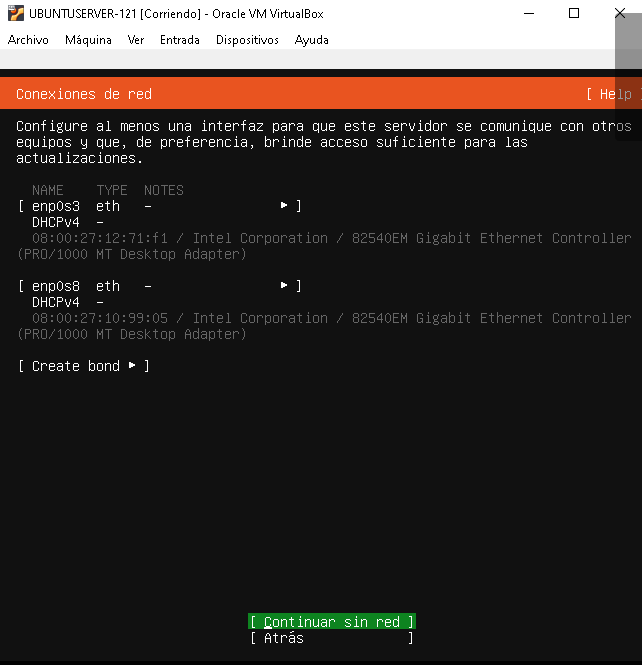 UBUNTUSERVER-121 [Corriendo] - Oracle VM VirtualBox
Archivo Máquina Ver Entrada Dispositivos Ayuda
Conexiones de red [ Help ]
Configure al menos una interfaz para que este servidor se comunique con otros
equipos y que, de preferencia, brinde acceso suficiente para las
actualizaciones.
NAME TYPE NOTES
[ enp0s3 eth - ▸ ]
DHCPv4 -
08:00:27:12:71:f1 / Intel Corporation / 82540EM Gigabit Ethernet Controller
(PRO/1000 MT Desktop Adapter)
[ enp0s8 eth - ▸ ]
DHCPv4 -
08:00:27:10:99:05 / Intel Corporation / 82540EM Gigabit Ethernet Controller
(PRO/1000 MT Desktop Adapter)
[ Create bond ▸ ]
[ Continuar sin red ]
[ Atrás ]